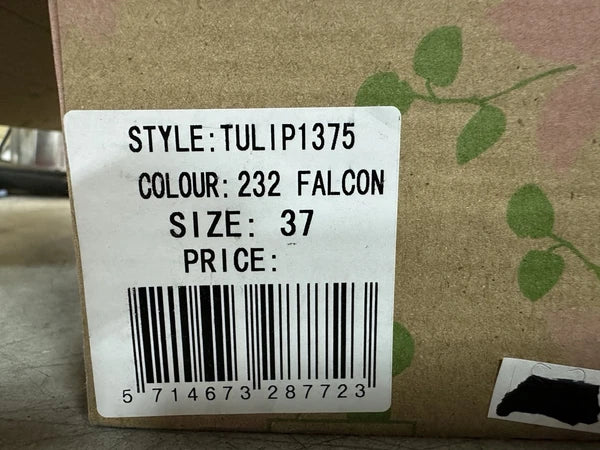 STYLE:TULIP1375
COLOUR: 232 FALCON
SIZE: 37
PRICE:
5 714673 287723